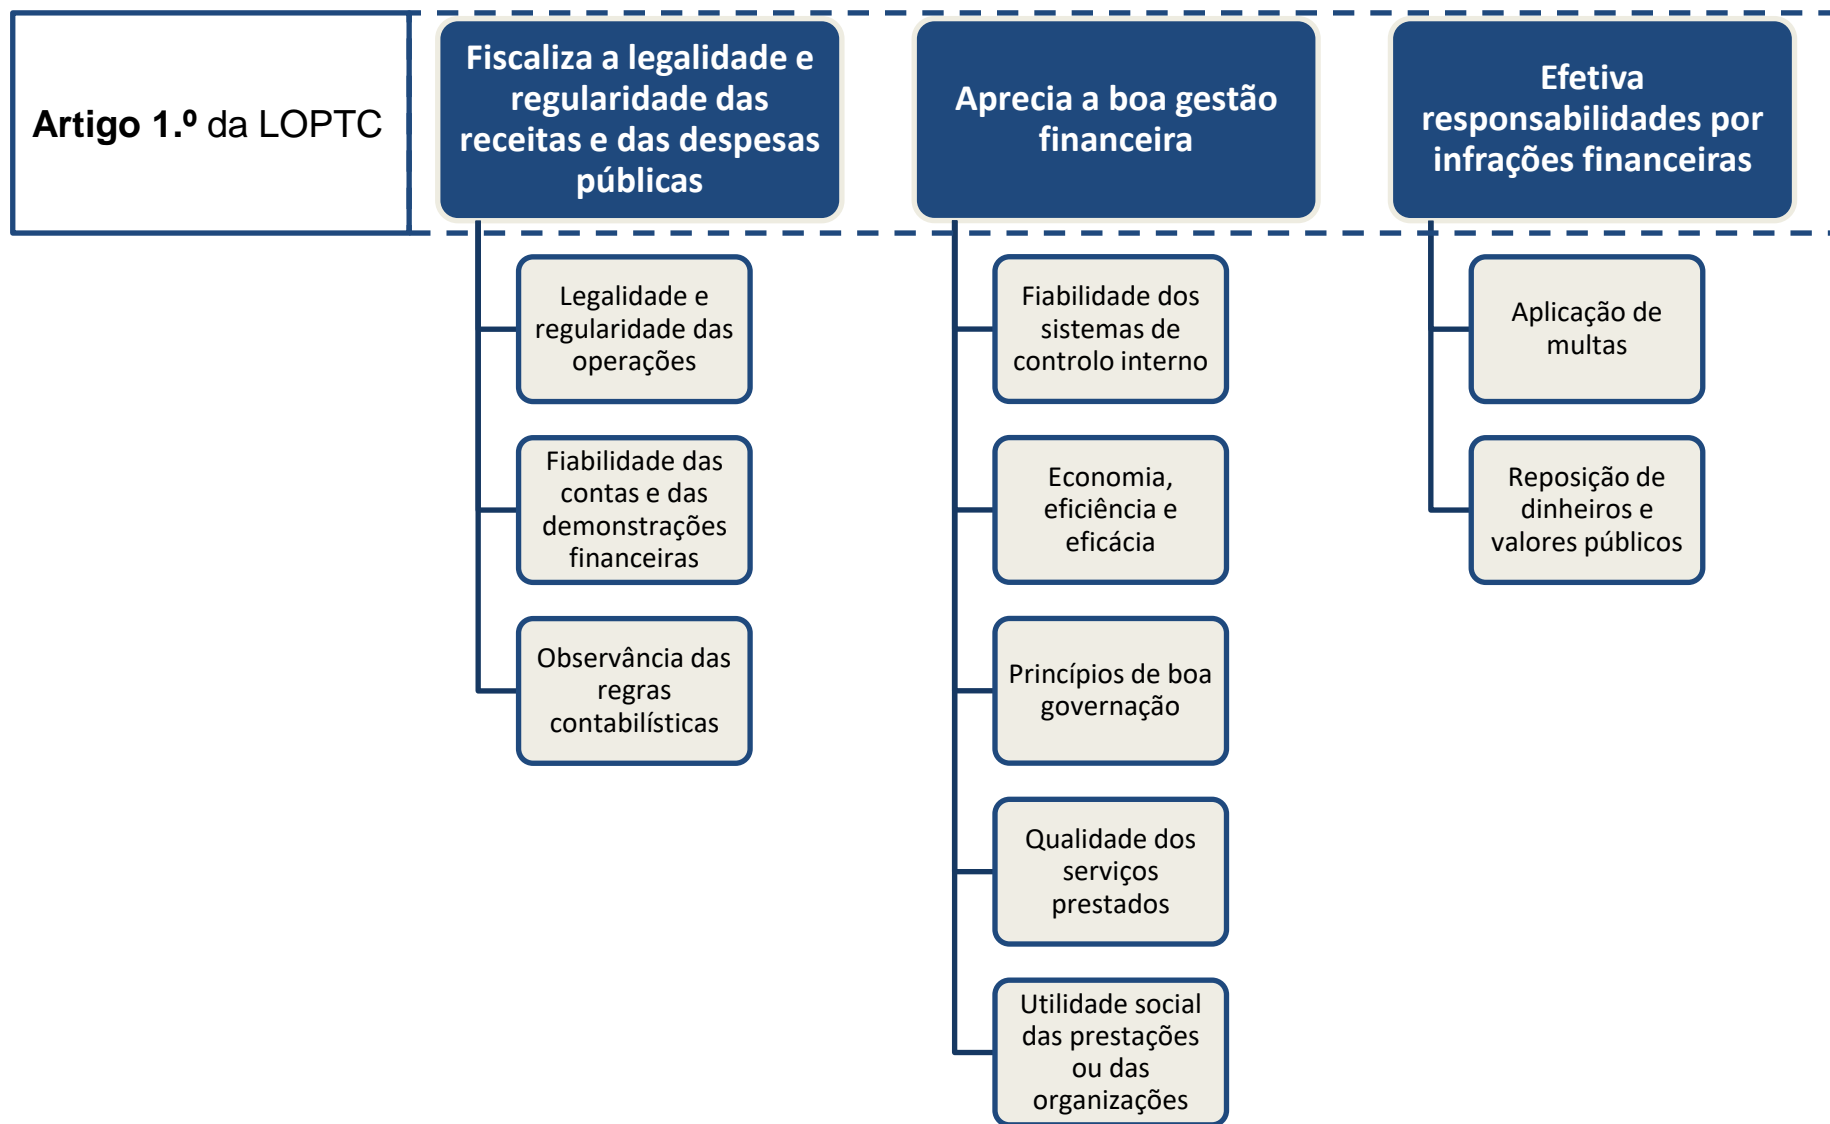 Artigo 1.º da LOPTC
Fiscaliza a legalidade e
regularidade das
receitas e das despesas
públicas
Legalidade e
regularidade das
operações
Fiabilidade das
contas e das
demonstrações
financeiras
Observância das
regras
contabilísticas
Aprecia a boa gestão
financeira
Fiabilidade dos
sistemas de
controlo interno
Economia,
eficiência e
eficácia
Princípios de boa
governação
Qualidade dos
serviços
prestados
Utilidade social
das prestações
ou das
organizações
Efetiva
responsabilidades por
infrações financeiras
Aplicação de
multas
Reposição de
dinheiros e
valores públicos